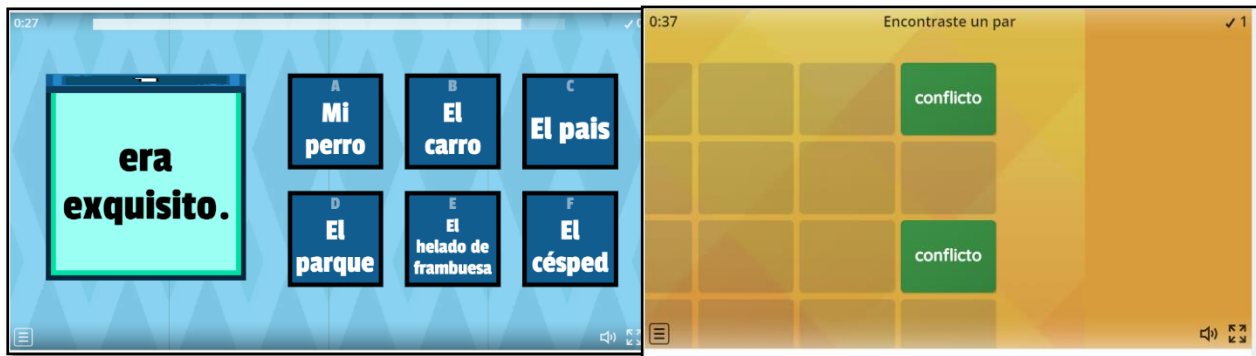 0:27
✓ 0
era
exquisito.
A
Mi
perro
B
El
carro
C
El pais
D
El
parque
E
El
helado de
frambuesa
F
El
césped
0:37
Encontraste un par
✓ 1
conflicto
conflicto